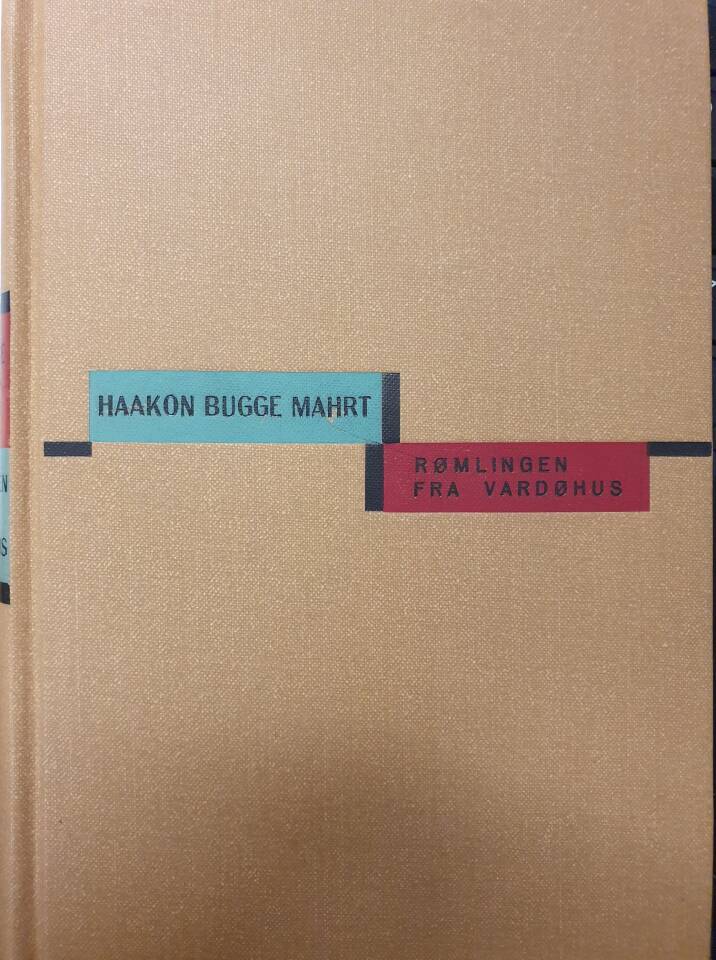 HAAKON BUGGE MAHRT
RØMLINGEN
FRA VARDØHUS